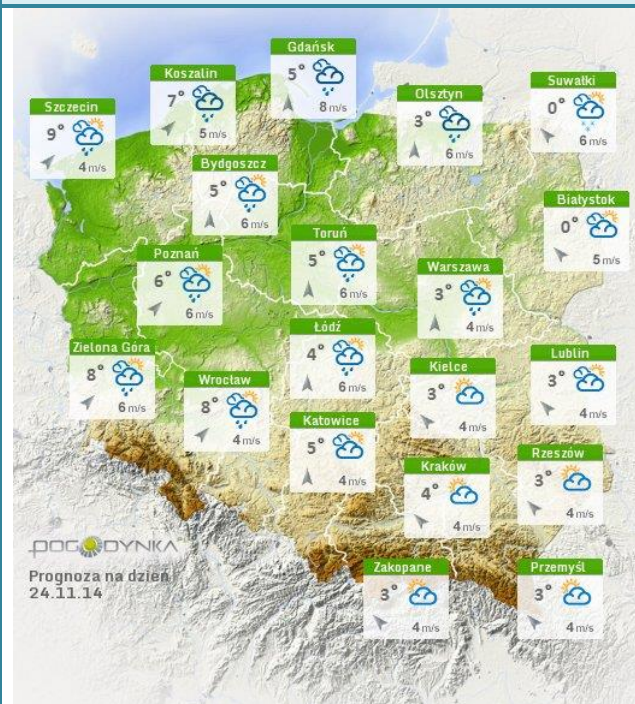 Gdańsk
5°
8 m/s
Koszalin
7°
5 m/s
Suwałki
0°
6 m/s
Olsztyn
3°
6 m/s
Szczecin
9°
4 m/s
Bydgoszcz
5°
6 m/s
Białystok
0°
5 m/s
Toruń
5°
6 m/s
Poznań
6°
6 m/s
Warszawa
3°
4 m/s
Łódź
4°
6 m/s
Zielona Góra
8°
6 m/s
Lublin
3°
4 m/s
Kielce
3°
4 m/s
Wrocław
8°
4 m/s
Katowice
5°
4 m/s
Rzeszów
3°
4 m/s
Kraków
4°
4 m/s
POGODYNKA
Prognoza na dzień
24.11.14
Zakopane
3°
4 m/s
Przemyśl
3°
4 m/s